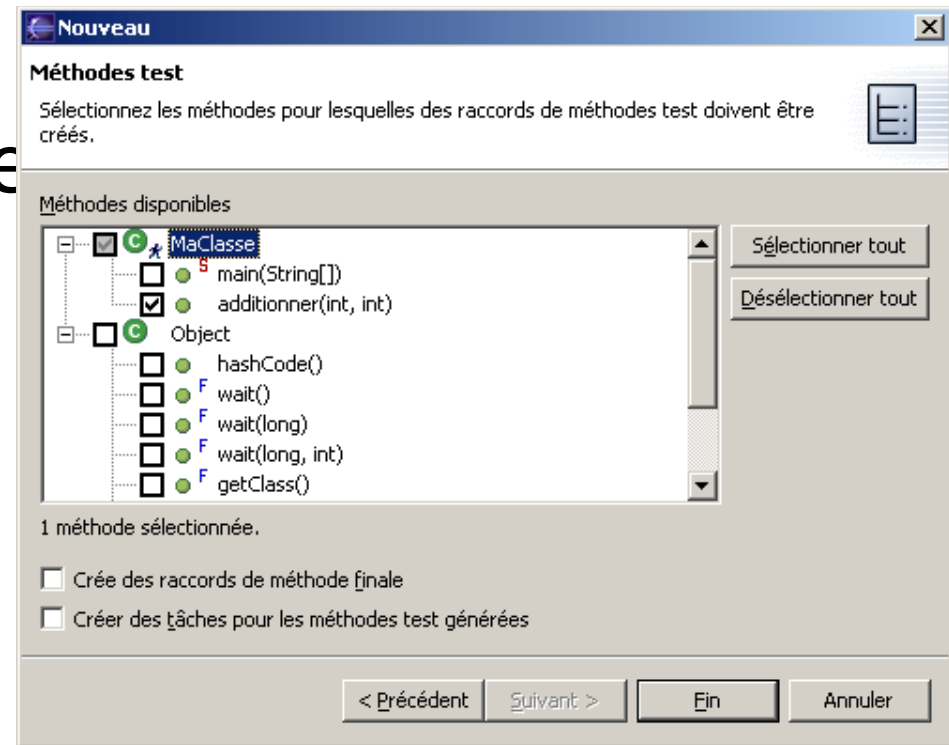 Nouveau
Méthodes test
Sélectionnez les méthodes pour lesquelles des raccords de méthodes test doivent être
créés.
e
Méthodes disponibles
MaClasse
S main(String[])
additionner(int, int)
Object
hashCode()
F wait()
F wait(long)
F wait(long, int)
F getClass()
Sélectionner tout
Désélectionner tout
1 méthode sélectionnée.
Crée des raccords de méthode finale
Créer des tâches pour les méthodes test générées
< Précédent
Suivant >
Fin
Annuler